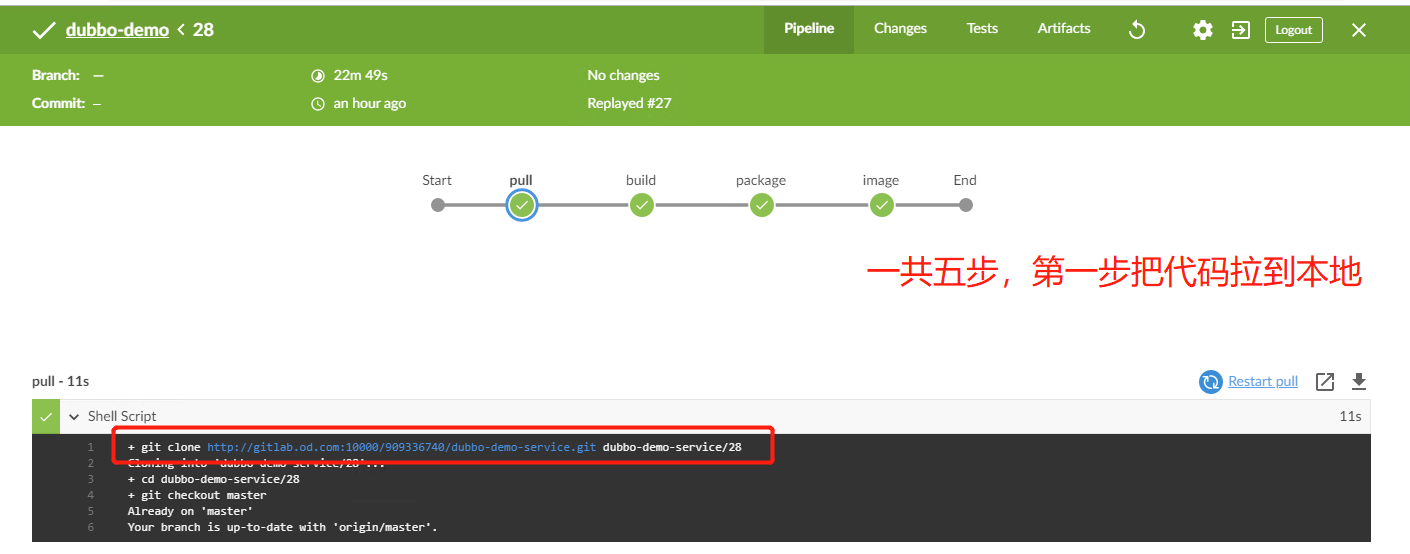 dubbo-demo < 28
Pipeline Changes Tests Artifacts Logout
Branch: —
22m 49s
No changes
Commit: –
an hour ago
Replayed #27
Start pull build package image End
一共五步，第一步把代码拉到本地
pull - 11s
Restart pull
Shell Script
11s
1 + git clone http://gitlab.od.com:10000/909336740/dubbo-demo-service.git dubbo-demo-service/28
2 Cloning into 'dubbo-demo-service/28'...
3 + cd dubbo-demo-service/28
4 + git checkout master
5 Already on 'master'
6 Your branch is up-to-date with 'origin/master'.